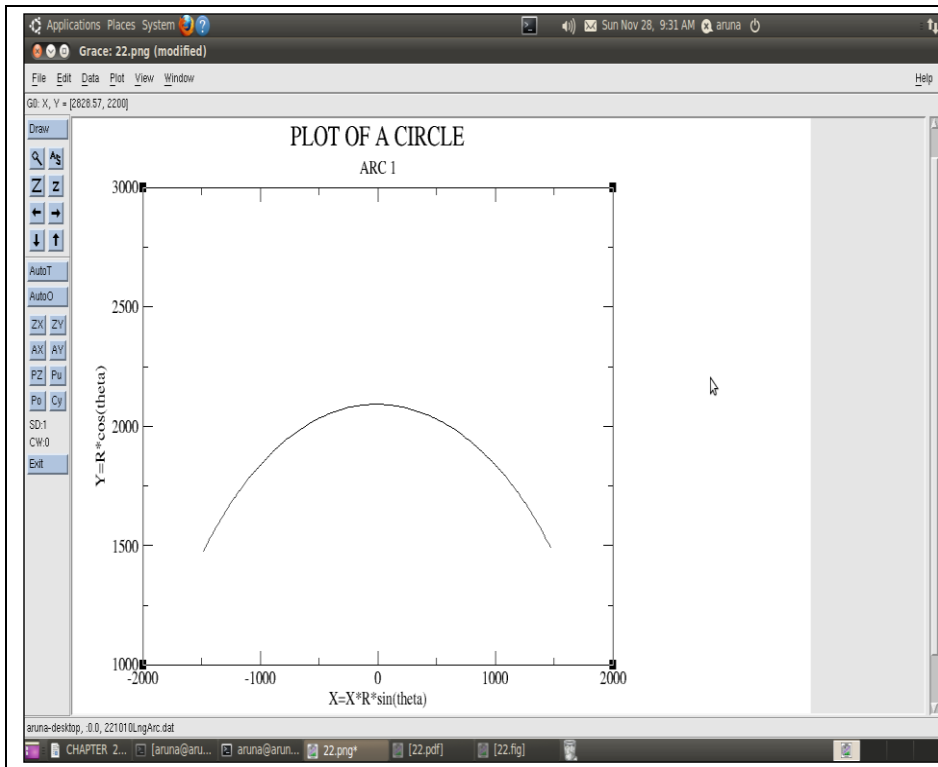 Applications Places System ? Sun Nov 28, 9:31 AM aruna
Grace: 22.png (modified)
File Edit Data Plot View Window Help
G0: X, Y = [2828.57, 2200]
Draw
PLOT OF A CIRCLE
ARC 1
AS
Z z
AutoT
AutoO
ZX ZY
AX AY
PZ Pu
Po Cy
SD:1
CW:0
Exit
3000
2500
2000
1500
1000
Y=R*cos(theta)
-2000 -1000 0 1000 2000
X=X*R*sin(theta)
aruna-desktop, :0.0, 221010LngArc.dat
CHAPTER 2... [aruna@aru... aruna@arun... 22.png* [22.pdf] [22.fig]